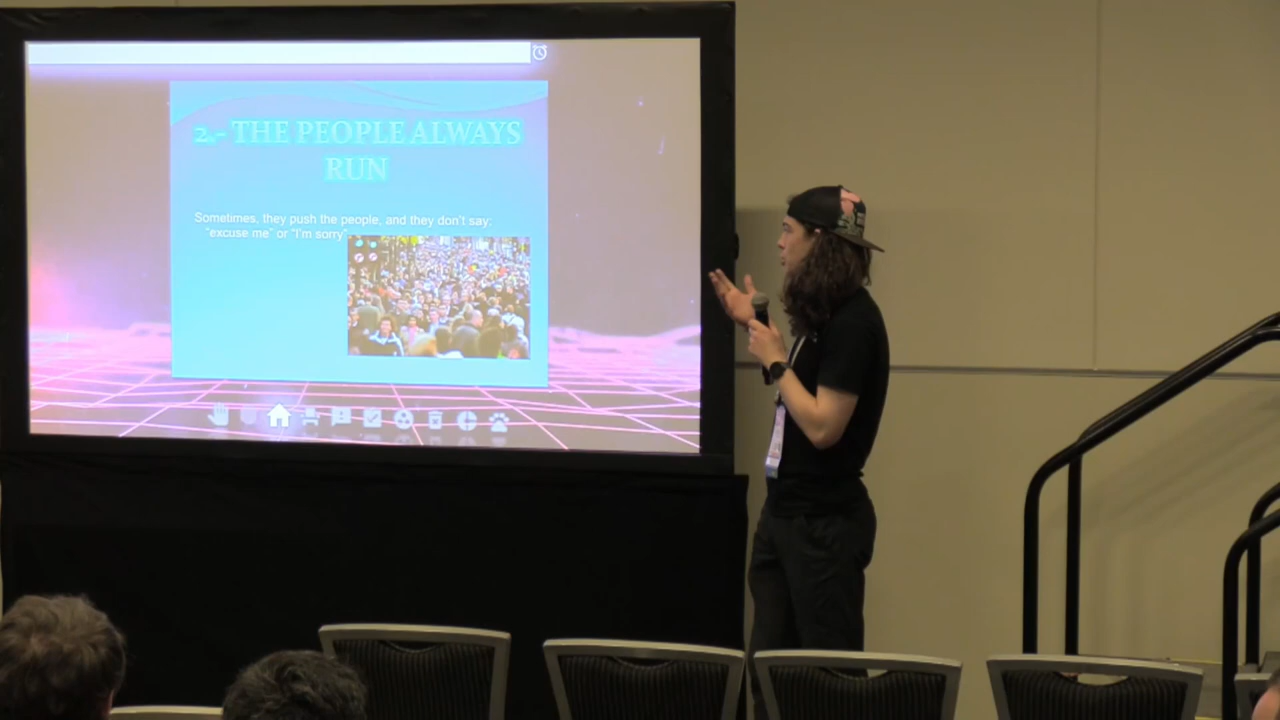 2.- THE PEOPLE ALWAYS
RUN
Sometimes, they push the people, and they don't say;
"excuse me" or "I'm sorry"